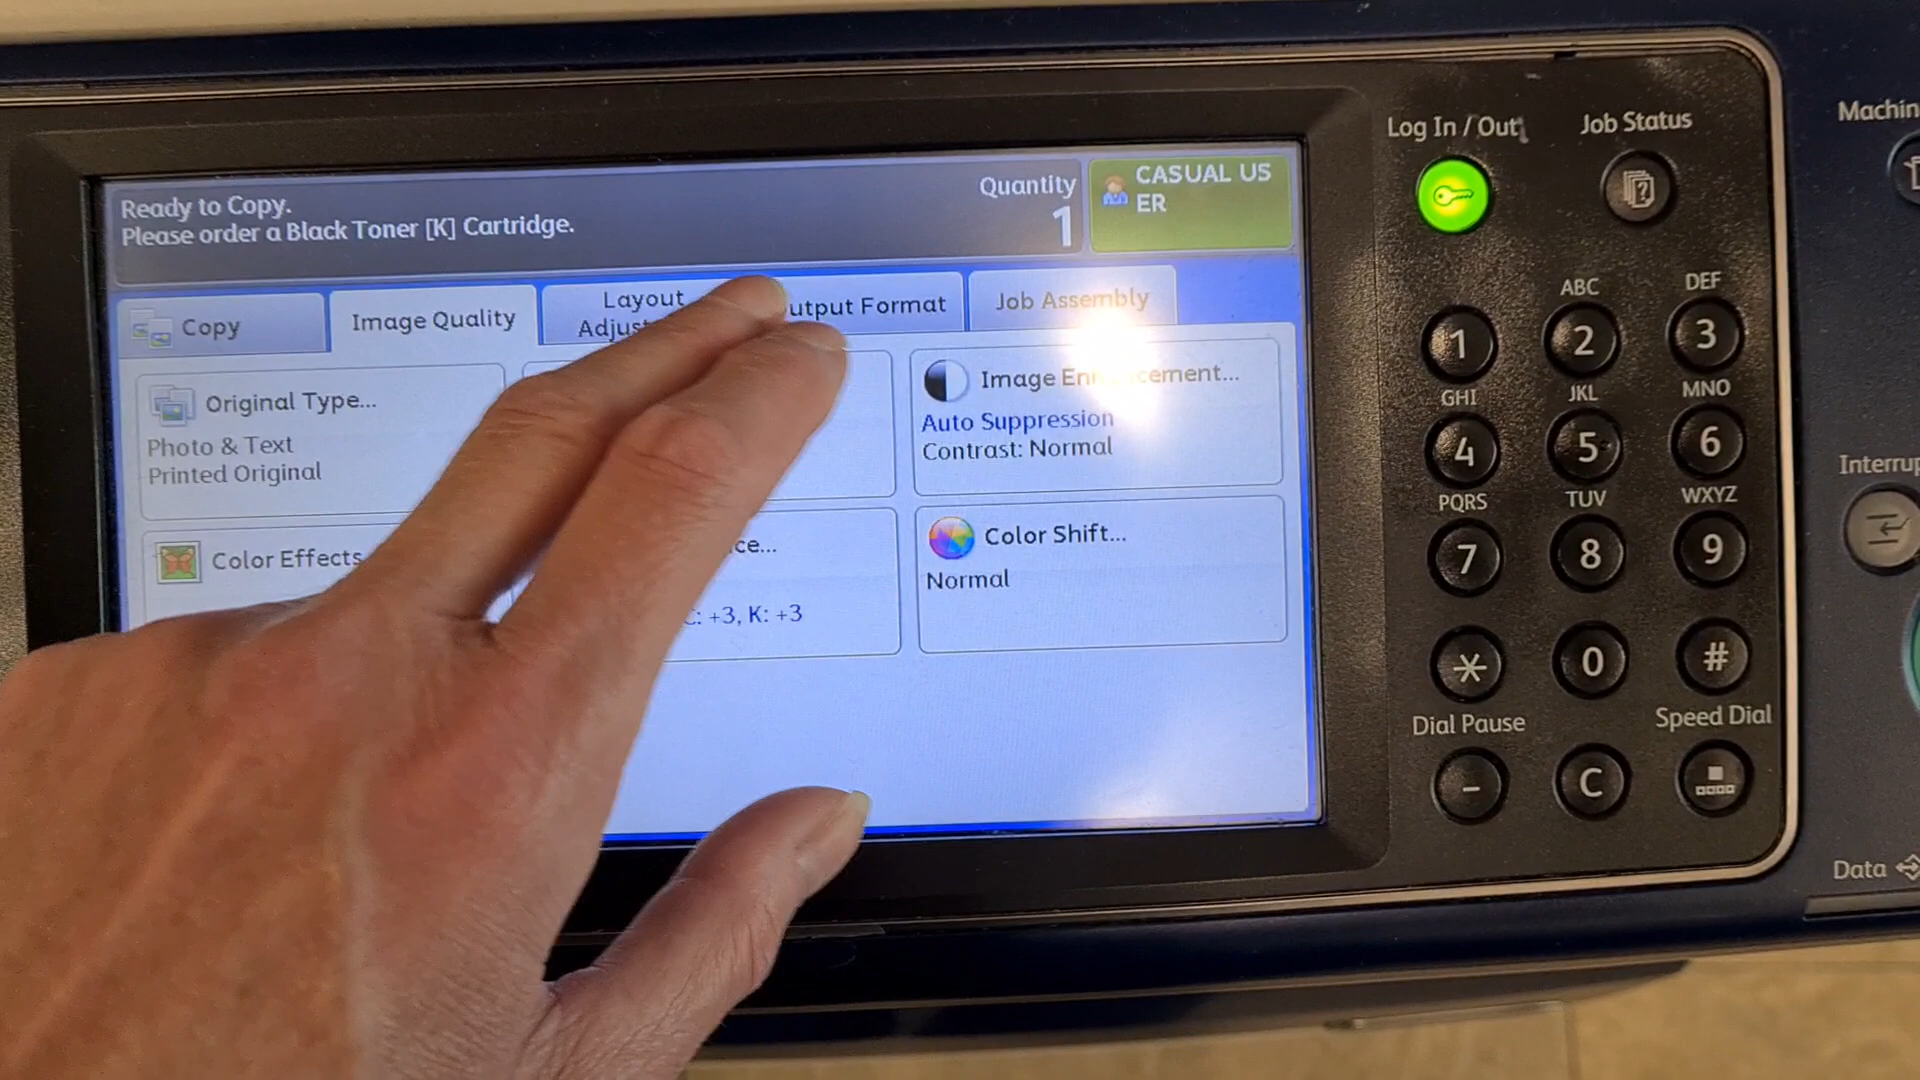 Ready to Copy.
Please order a Black Toner [K] Cartridge.
Quantity
1
CASUAL US
ER
Copy
Image Quality
Layout
Adjust
utput Format
Job Assembly
Original Type...
Photo & Text
Printed Original
Image En cement...
Auto Suppression
Contrast: Normal
Color Effects
ce...
C: +3, K: +3
Color Shift...
Normal
Log In / Out
Job Status
Machin
ABC
DEF
1
2
3
GHI
JKL
MNO
4
5
6
Interrup
PQRS
TUV
WXYZ
7
8
9
*
0
#
Dial Pause
Speed Dial
-
C
Data